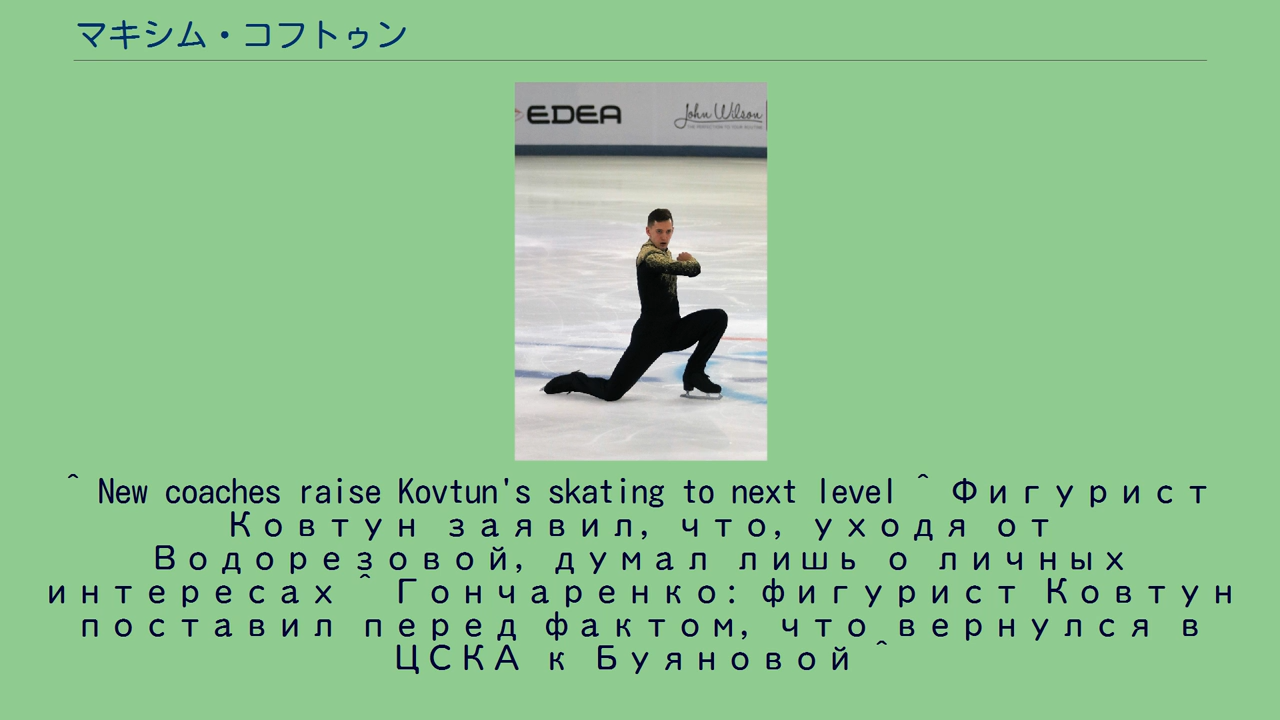 マキシム・コフトゥン
EDEA
John Wilson
^ New coaches raise Kovtun's skating to next level ^ Фигурист
Ковтун заявил, что, уходя от
Водорезовой, думал лишь о личных
интересах ^ Гончаренко: фигурист Ковтун
поставил перед фактом, что вернулся в
ЦСКА к Буяновой ^